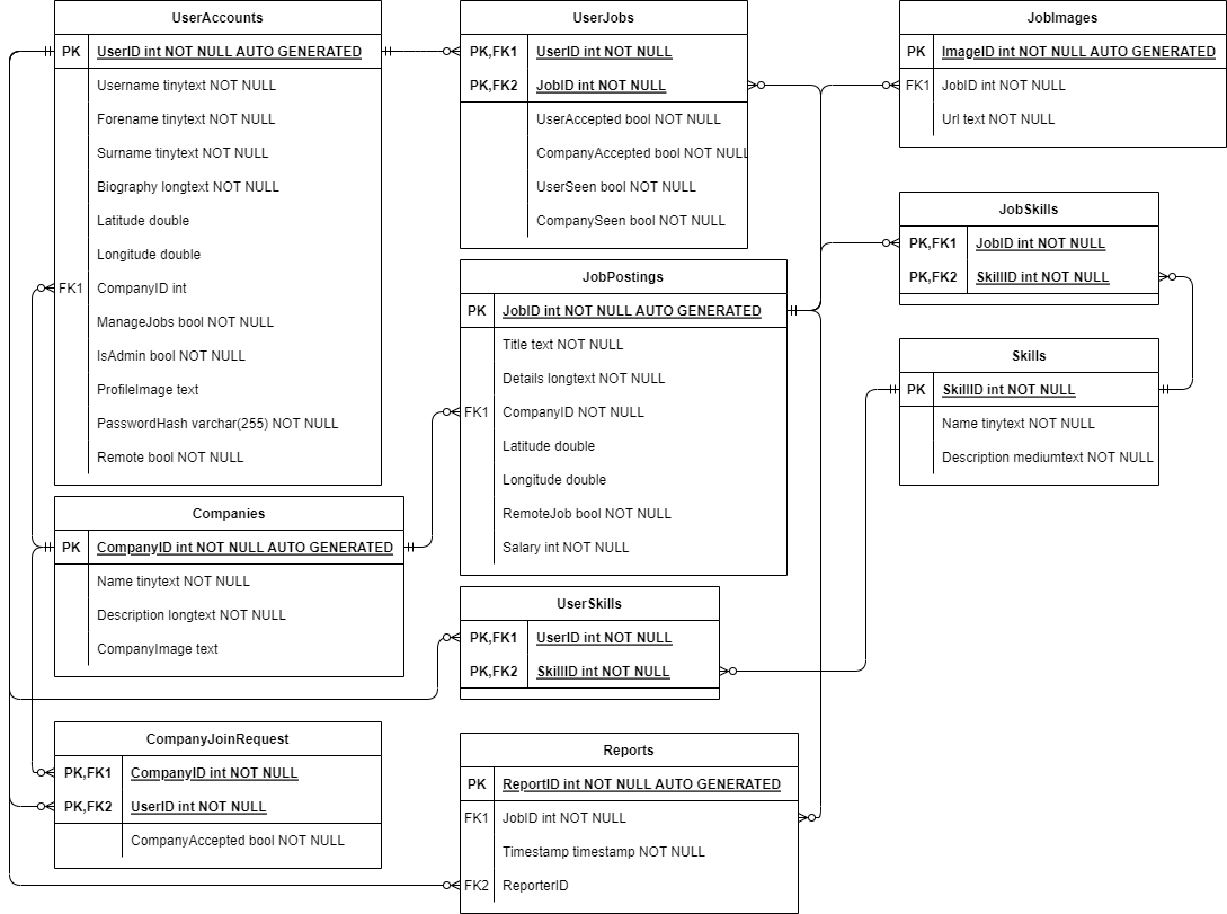 UserAccounts
PK UserID int NOT NULL AUTO GENERATED
Username tinytext NOT NULL
Forename tinytext NOT NULL
Surname tinytext NOT NULL
Biography longtext NOT NULL
Latitude double
Longitude double
FK1 CompanyID int
ManageJobs bool NOT NULL
IsAdmin bool NOT NULL
ProfileImage text
PasswordHash varchar(255) NOT NULL
Remote bool NOT NULL
Companies
PK CompanyID int NOT NULL AUTO GENERATED
Name tinytext NOT NULL
Description longtext NOT NULL
CompanyImage text
CompanyJoinRequest
PK,FK1 CompanyID int NOT NULL
PK,FK2 UserID int NOT NULL
CompanyAccepted bool NOT NULL
UserJobs
PK,FK1 UserID int NOT NULL
PK,FK2 JobID int NOT NULL
UserAccepted bool NOT NULL
CompanyAccepted bool NOT NULL
UserSeen bool NOT NULL
CompanySeen bool NOT NULL
JobPostings
PK JobID int NOT NULL AUTO GENERATED
Title text NOT NULL
Details longtext NOT NULL
FK1 CompanyID NOT NULL
Latitude double
Longitude double
RemoteJob bool NOT NULL
Salary int NOT NULL
UserSkills
PK,FK1 UserID int NOT NULL
PK,FK2 SkillID int NOT NULL
Reports
PK ReportID int NOT NULL AUTO GENERATED
FK1 JobID int NOT NULL
Timestamp timestamp NOT NULL
FK2 ReporterID
JobImages
PK ImageID int NOT NULL AUTO GENERATED
FK1 JobID int NOT NULL
Url text NOT NULL
JobSkills
PK,FK1 JobID int NOT NULL
PK,FK2 SkillID int NOT NULL
Skills
PK SkillID int NOT NULL
Name tinytext NOT NULL
Description mediumtext NOT NULL